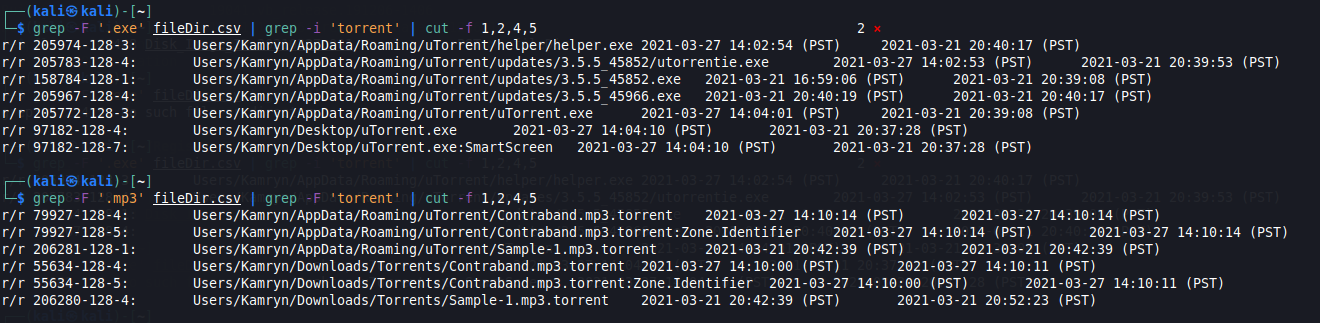 ┌──(kali㉿kali)-[~]
└─$ grep -F '.exe' fileDir.csv | grep -i 'torrent' | cut -f 1,2,4,5 2 ⨯
r/r 205974-128-3: Users/Kamryn/AppData/Roaming/uTorrent/helper/helper.exe 2021-03-27 14:02:54 (PST) 2021-03-21 20:40:17 (PST)
r/r 205783-128-4: Users/Kamryn/AppData/Roaming/uTorrent/updates/3.5.5_45852/utorrentie.exe 2021-03-27 14:02:53 (PST) 2021-03-21 20:39:53 (PST)
r/r 158784-128-1: Users/Kamryn/AppData/Roaming/uTorrent/updates/3.5.5_45852.exe 2021-03-21 16:59:06 (PST) 2021-03-21 20:39:08 (PST)
r/r 205967-128-4: Users/Kamryn/AppData/Roaming/uTorrent/updates/3.5.5_45966.exe 2021-03-21 20:40:19 (PST) 2021-03-21 20:40:17 (PST)
r/r 205772-128-3: Users/Kamryn/AppData/Roaming/uTorrent/uTorrent.exe 2021-03-27 14:04:01 (PST) 2021-03-21 20:39:08 (PST)
r/r 97182-128-4: Users/Kamryn/Desktop/uTorrent.exe 2021-03-27 14:04:10 (PST) 2021-03-21 20:37:28 (PST)
r/r 97182-128-7: Users/Kamryn/Desktop/uTorrent.exe:SmartScreen 2021-03-27 14:04:10 (PST) 2021-03-21 20:37:28 (PST)
┌──(kali㉿kali)-[~]
└─$ grep -F '.mp3' fileDir.csv | grep -F 'torrent' | cut -f 1,2,4,5
r/r 79927-128-4: Users/Kamryn/AppData/Roaming/uTorrent/Contraband.mp3.torrent 2021-03-27 14:10:14 (PST) 2021-03-27 14:10:14 (PST)
r/r 79927-128-5: Users/Kamryn/AppData/Roaming/uTorrent/Contraband.mp3.torrent:Zone.Identifier 2021-03-27 14:10:14 (PST) 2021-03-27 14:10:14 (PST)
r/r 206281-128-1: Users/Kamryn/AppData/Roaming/uTorrent/Sample-1.mp3.torrent 2021-03-21 20:42:39 (PST) 2021-03-21 20:42:39 (PST)
r/r 55634-128-4: Users/Kamryn/Downloads/Torrents/Contraband.mp3.torrent 2021-03-27 14:10:00 (PST) 2021-03-27 14:10:11 (PST)
r/r 55634-128-5: Users/Kamryn/Downloads/Torrents/Contraband.mp3.torrent:Zone.Identifier 2021-03-27 14:10:00 (PST) 2021-03-27 14:10:11 (PST)
r/r 206280-128-4: Users/Kamryn/Downloads/Torrents/Sample-1.mp3.torrent 2021-03-21 20:42:39 (PST) 2021-03-21 20:52:23 (PST)